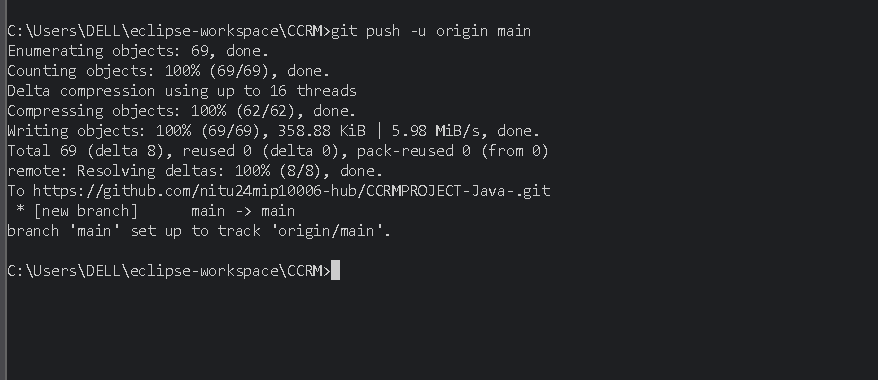 C:\Users\DELL\eclipse-workspace\CCRM>git push -u origin main
Enumerating objects: 69, done.
Counting objects: 100% (69/69), done.
Delta compression using up to 16 threads
Compressing objects: 100% (62/62), done.
Writing objects: 100% (69/69), 358.88 KiB | 5.98 MiB/s, done.
Total 69 (delta 8), reused 0 (delta 0), pack-reused 0 (from 0)
remote: Resolving deltas: 100% (8/8), done.
To https://github.com/nitu24mip10006-hub/CCRMPROJECT-Java-.git
 * [new branch]      main -> main
branch 'main' set up to track 'origin/main'.
C:\Users\DELL\eclipse-workspace\CCRM>